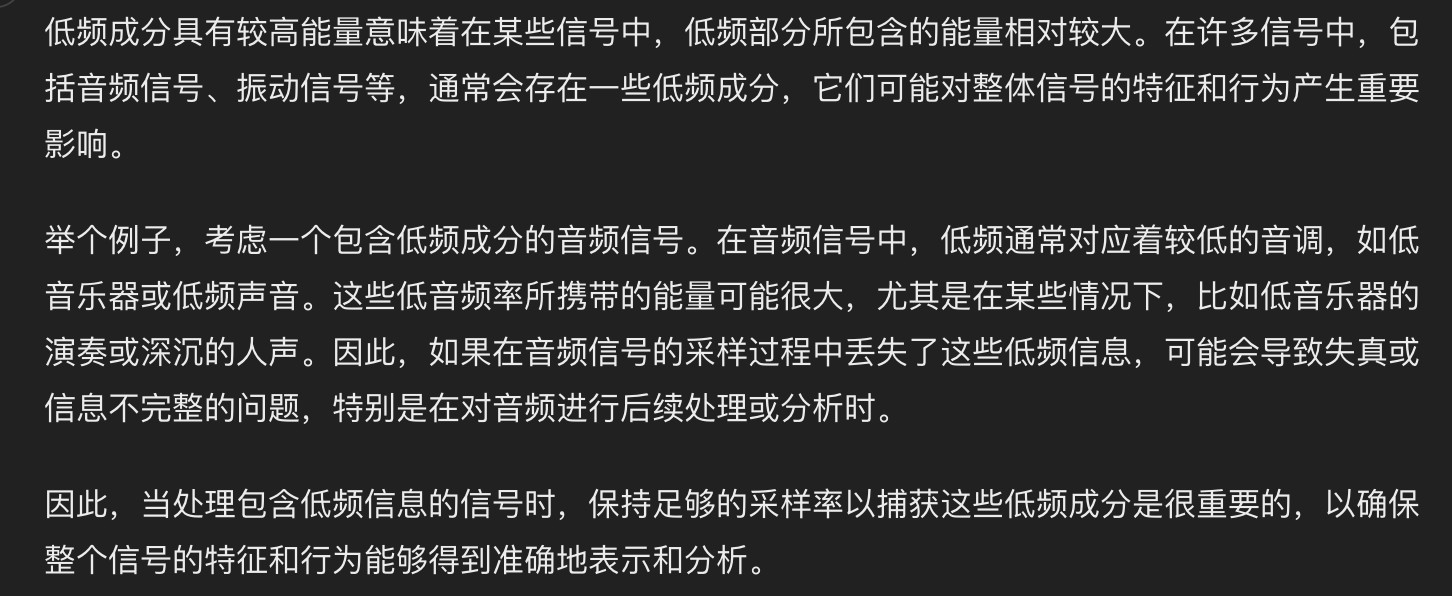 低频成分具有较高能量意味着在某些信号中，低频部分所包含的能量相对较大。在许多信号中，包
括音频信号、振动信号等，通常会存在一些低频成分，它们可能对整体信号的特征和行为产生重要
影响。
举个例子，考虑一个包含低频成分的音频信号。在音频信号中，低频通常对应着较低的音调，如低
音乐器或低频声音。这些低音频率所携带的能量可能很大，尤其是在某些情况下，比如低音乐器的
演奏或深沉的人声。因此，如果在音频信号的采样过程中丢失了这些低频信息，可能会导致失真或
信息不完整的问题，特别是在对音频进行后续处理或分析时。
因此，当处理包含低频信息的信号时，保持足够的采样率以捕获这些低频成分是很重要的，以确保
整个信号的特征和行为能够得到准确地表示和分析。